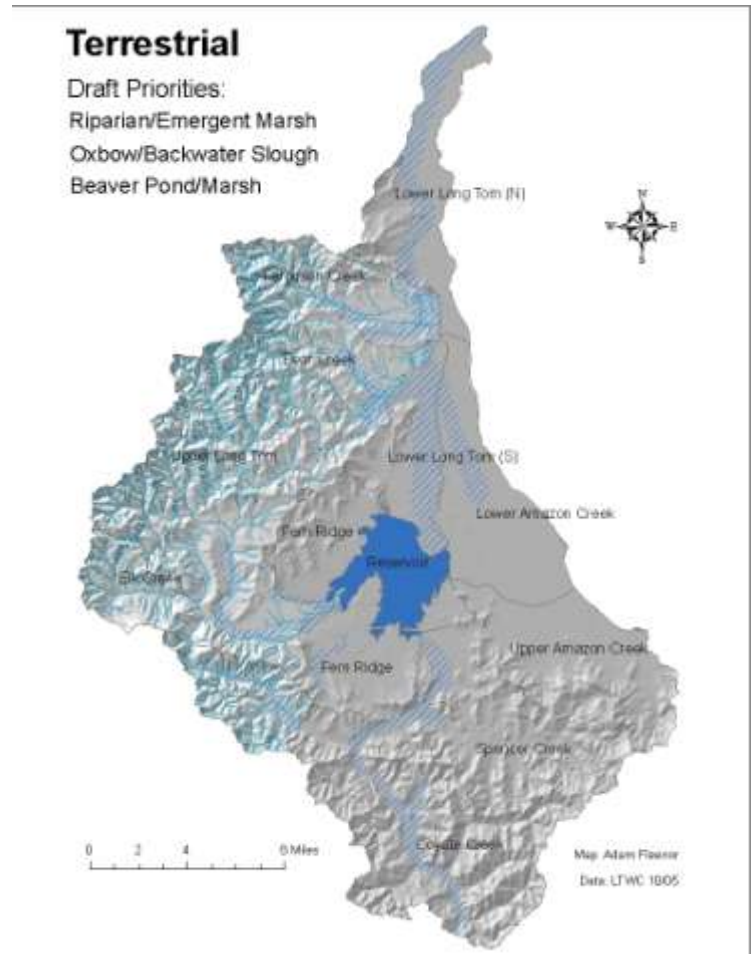 Terrestrial
Draft Priorities:
Riparian/Emergent Marsh
Oxbow/Backwater Slough
Beaver Pond/Marsh
Lower Long Tom (N)
N
W
E
S
Ferguson Creek
Bear Creek
Upper Long Tom
Lower Long Tom (S)
Lower Amazon Creek
Fern Ridge
Reservoir
Elk Creek
Upper Amazon Creek
Fern Ridge
Spencer Creek
Coyote Creek
0 2 4 6 Miles
Map: Adam
Data: LTWC 10/05